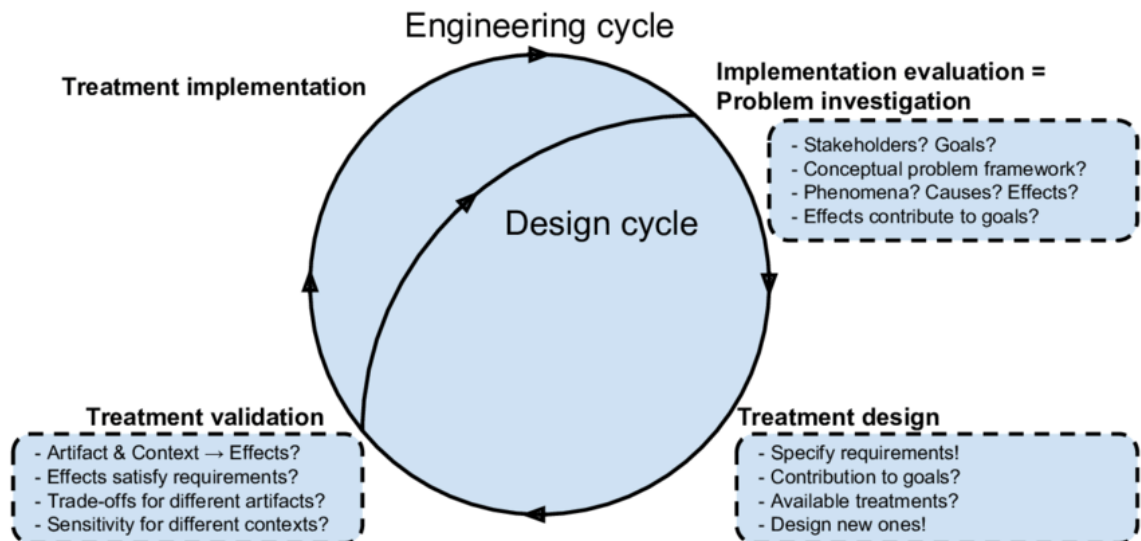 Engineering cycle
Treatment implementation
Implementation evaluation =
Problem investigation
- Stakeholders? Goals?
- Conceptual problem framework?
- Phenomena? Causes? Effects?
- Effects contribute to goals?
Design cycle
Treatment validation
- Artifact & Context → Effects?
- Effects satisfy requirements?
- Trade-offs for different artifacts?
- Sensitivity for different contexts?
Treatment design
- Specify requirements!
- Contribution to goals?
- Available treatments?
- Design new ones!